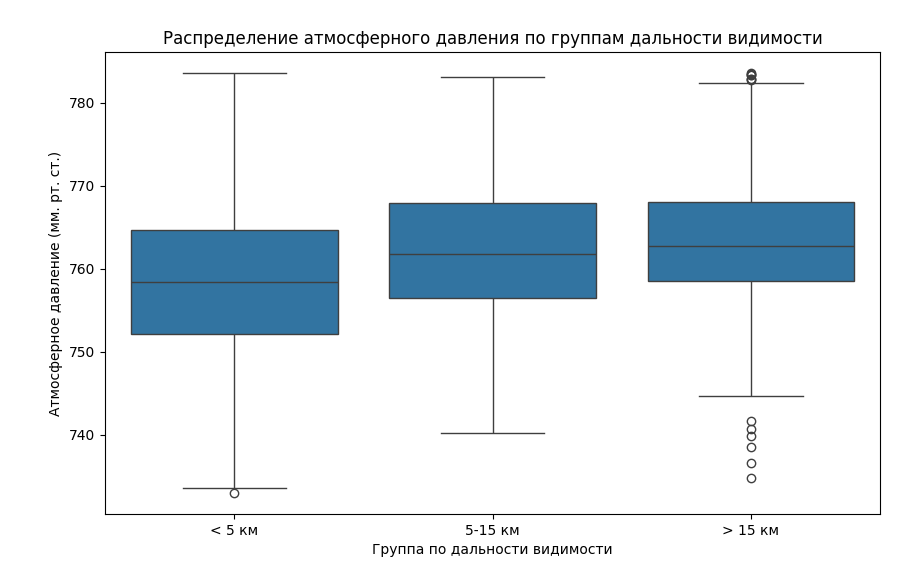 Распределение атмосферного давления по группам дальности видимости
Атмосферное давление (мм. рт. ст.)
780
770
760
750
740
< 5 км
5-15 км
> 15 км
Группа по дальности видимости